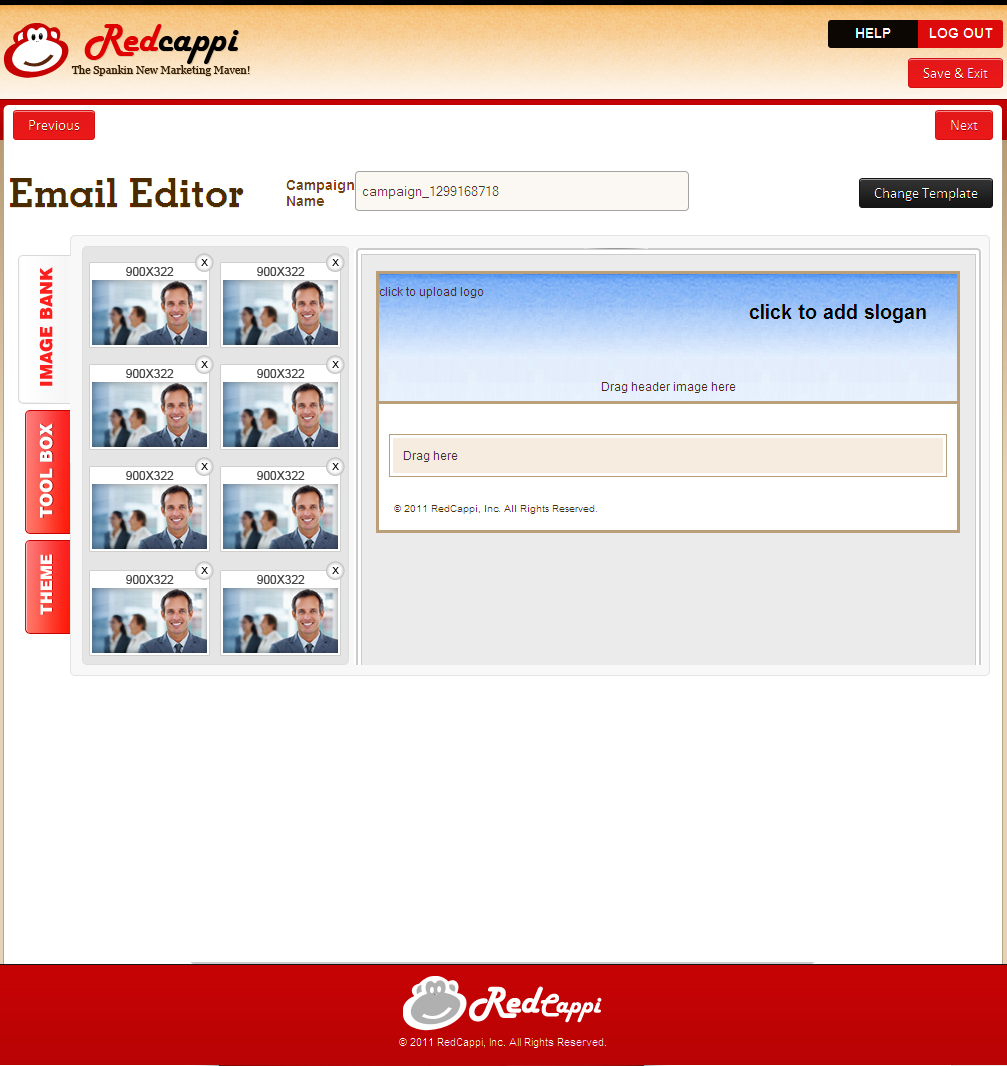 Redcappi
The Spankin New Marketing Maven!
HELP
LOG OUT
Save & Exit
Previous
Next
Email Editor
Campaign
Name
campaign_1299168718
Change Template
IMAGE BANK
TOOL BOX
THEME
900X322
x
900X322
x
900X322
x
900X322
x
900X322
x
900X322
x
900X322
x
900X322
x
click to upload logo
click to add slogan
Drag header image here
Drag here
© 2011 RedCappi, Inc. All Rights Reserved.
RedCappi
© 2011 RedCappi, Inc. All Rights Reserved.